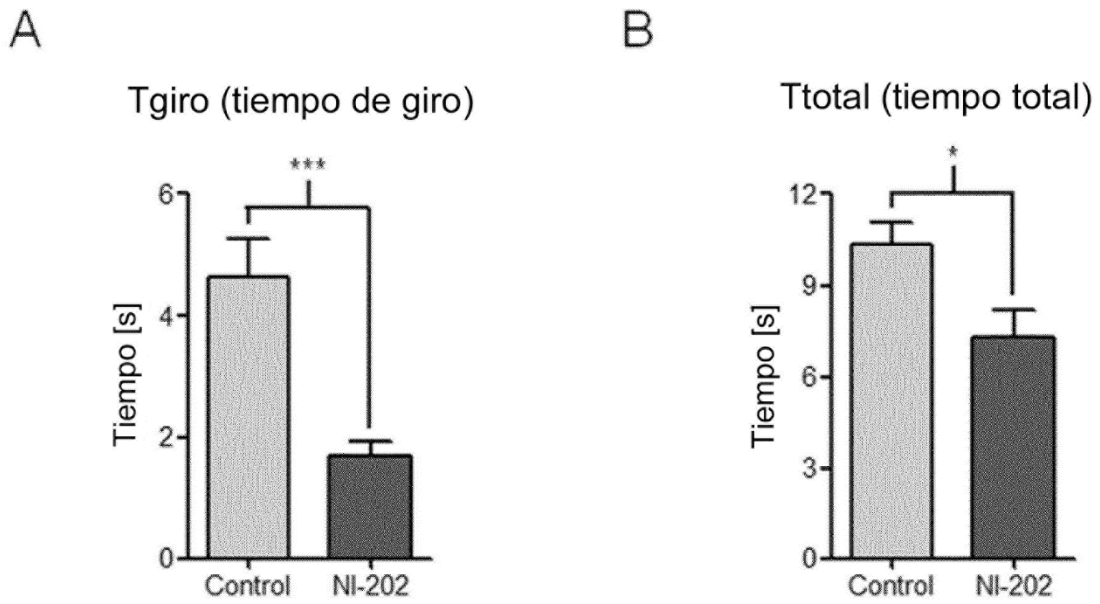 A
Tgiro (tiempo de giro)
***
6
4
2
0
Tiempo [s]
Control NI-202
B
Ttotal (tiempo total)
*
12
9
6
3
0
Tiempo [s]
Control NI-202